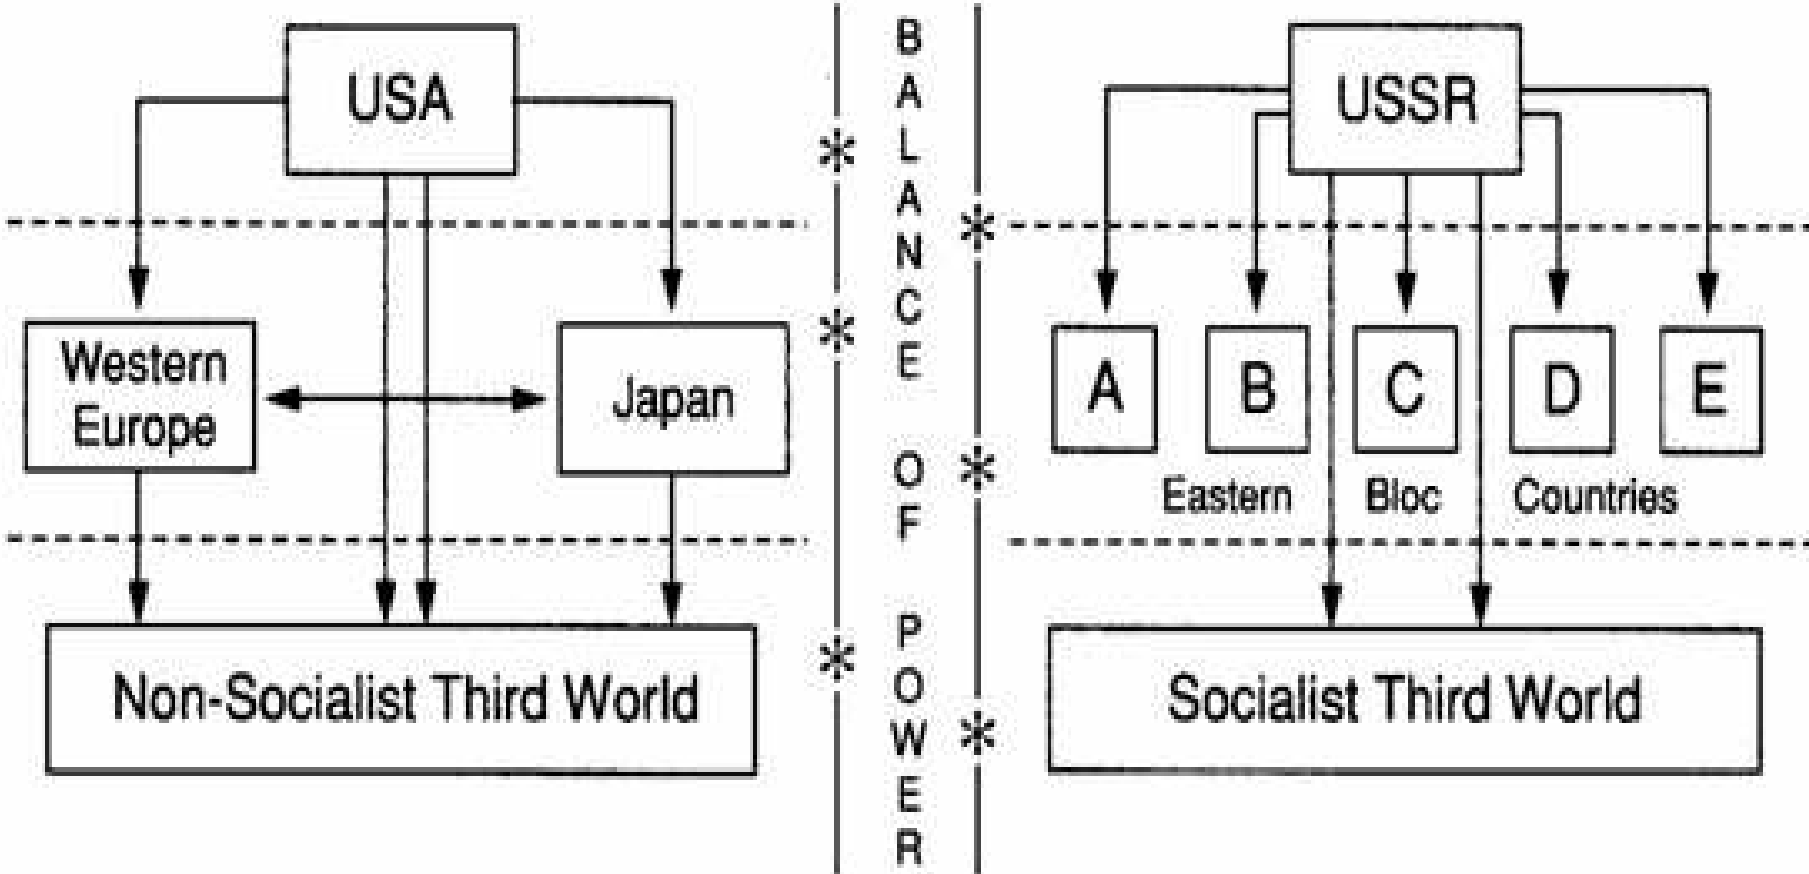 USA
Western
Europe
Japan
Non-Socialist Third World
BALANCE OF POWER
USSR
A
B
C
D
E
Eastern Bloc Countries
Socialist Third World